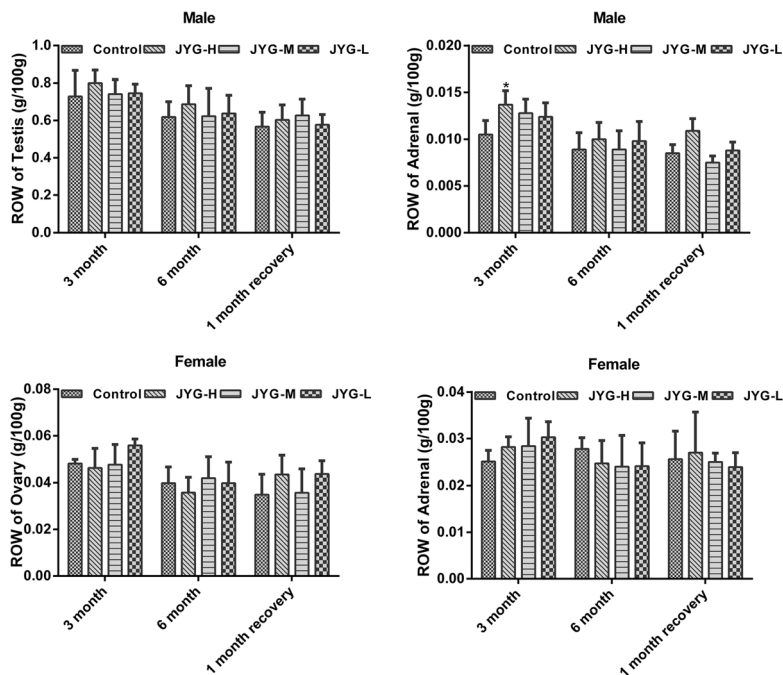 Male
Control JYG-H JYG-M JYG-L
ROW of Testis (g/100g)
1.0
0.8
0.6
0.4
0.2
0.0
3 month
6 month
1 month recovery
Male
Control JYG-H JYG-M JYG-L
ROW of Adrenal (g/100g)
0.020
0.015
0.010
0.005
0.000
*
3 month
6 month
1 month recovery
Female
Control JYG-H JYG-M JYG-L
ROW of Ovary (g/100g)
0.08
0.06
0.04
0.02
0.00
3 month
6 month
1 month recovery
Female
Control JYG-H JYG-M JYG-L
ROW of Adrenal (g/100g)
0.04
0.03
0.02
0.01
0.00
3 month
6 month
1 month recovery